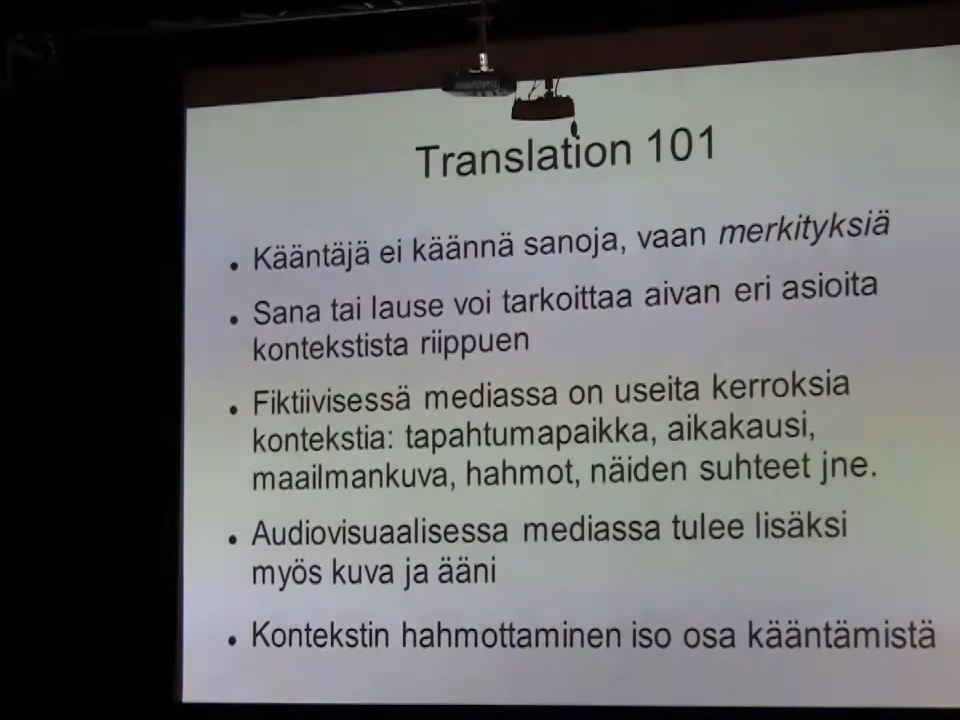 Translation 101
• Kääntäjä ei käännä sanoja, vaan merkityksiä
• Sana tai lause voi tarkoittaa aivan eri asioita
kontekstista riippuen
• Fiktiivisessä mediassa on useita kerroksia
kontekstia: tapahtumapaikka, aikakausi,
maailmankuva, hahmot, näiden suhteet jne.
• Audiovisuaalisessa mediassa tulee lisäksi
myös kuva ja ääni
• Kontekstin hahmottaminen iso osa kääntämistä